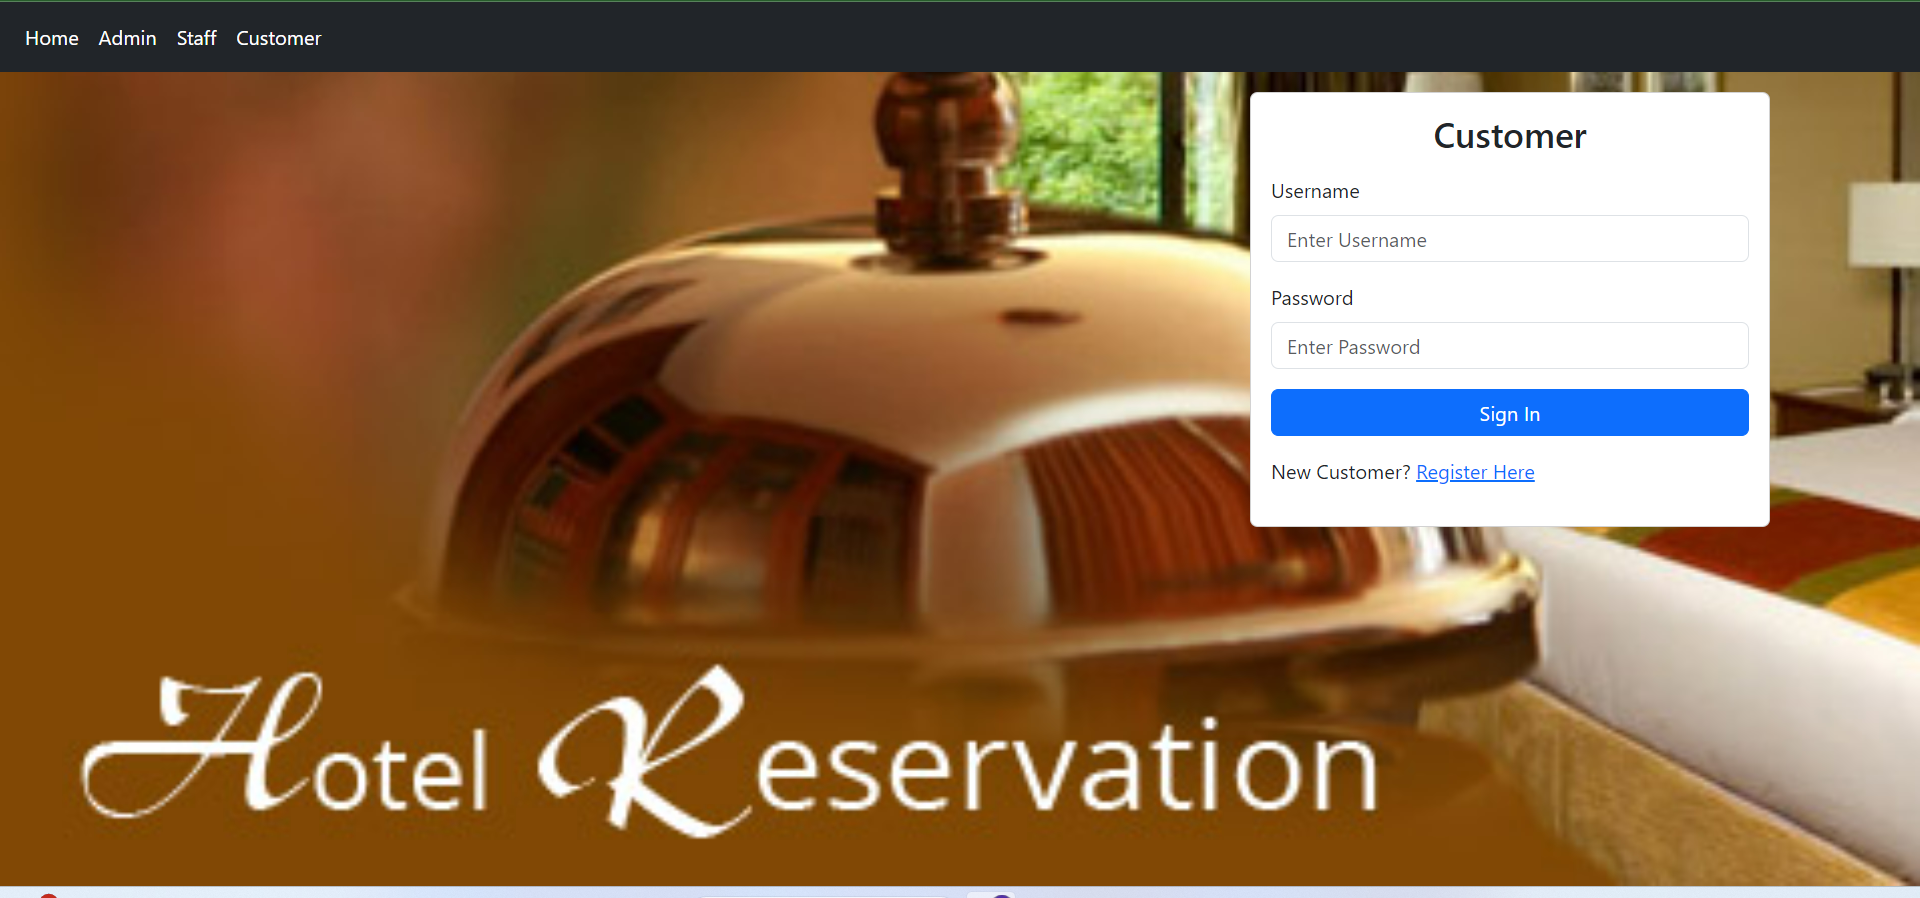 Home Admin Staff Customer
Customer
Username
Enter Username
Password
Enter Password
Sign In
New Customer? Register Here
Hotel Reservation